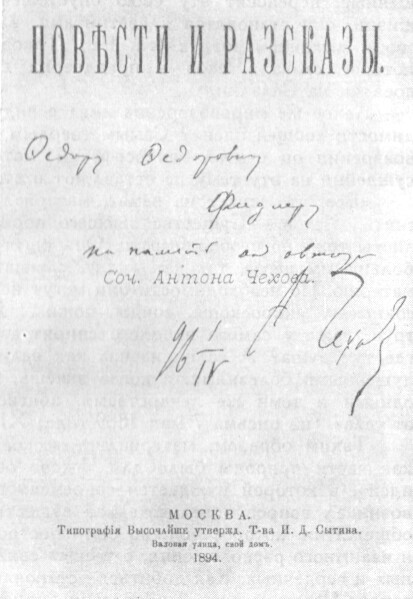 ПОВѢСТИ И РАЗСКАЗЫ.
Федору Федоровичу
Фидлеру
на память от автора
Соч. Антона Чехова.
А. Чехов
96 1/IV
МОСКВА.
Типографія Высочайше утвержд. Т-ва И. Д. Сытина.
Валовая улица, свой домъ.
1894.